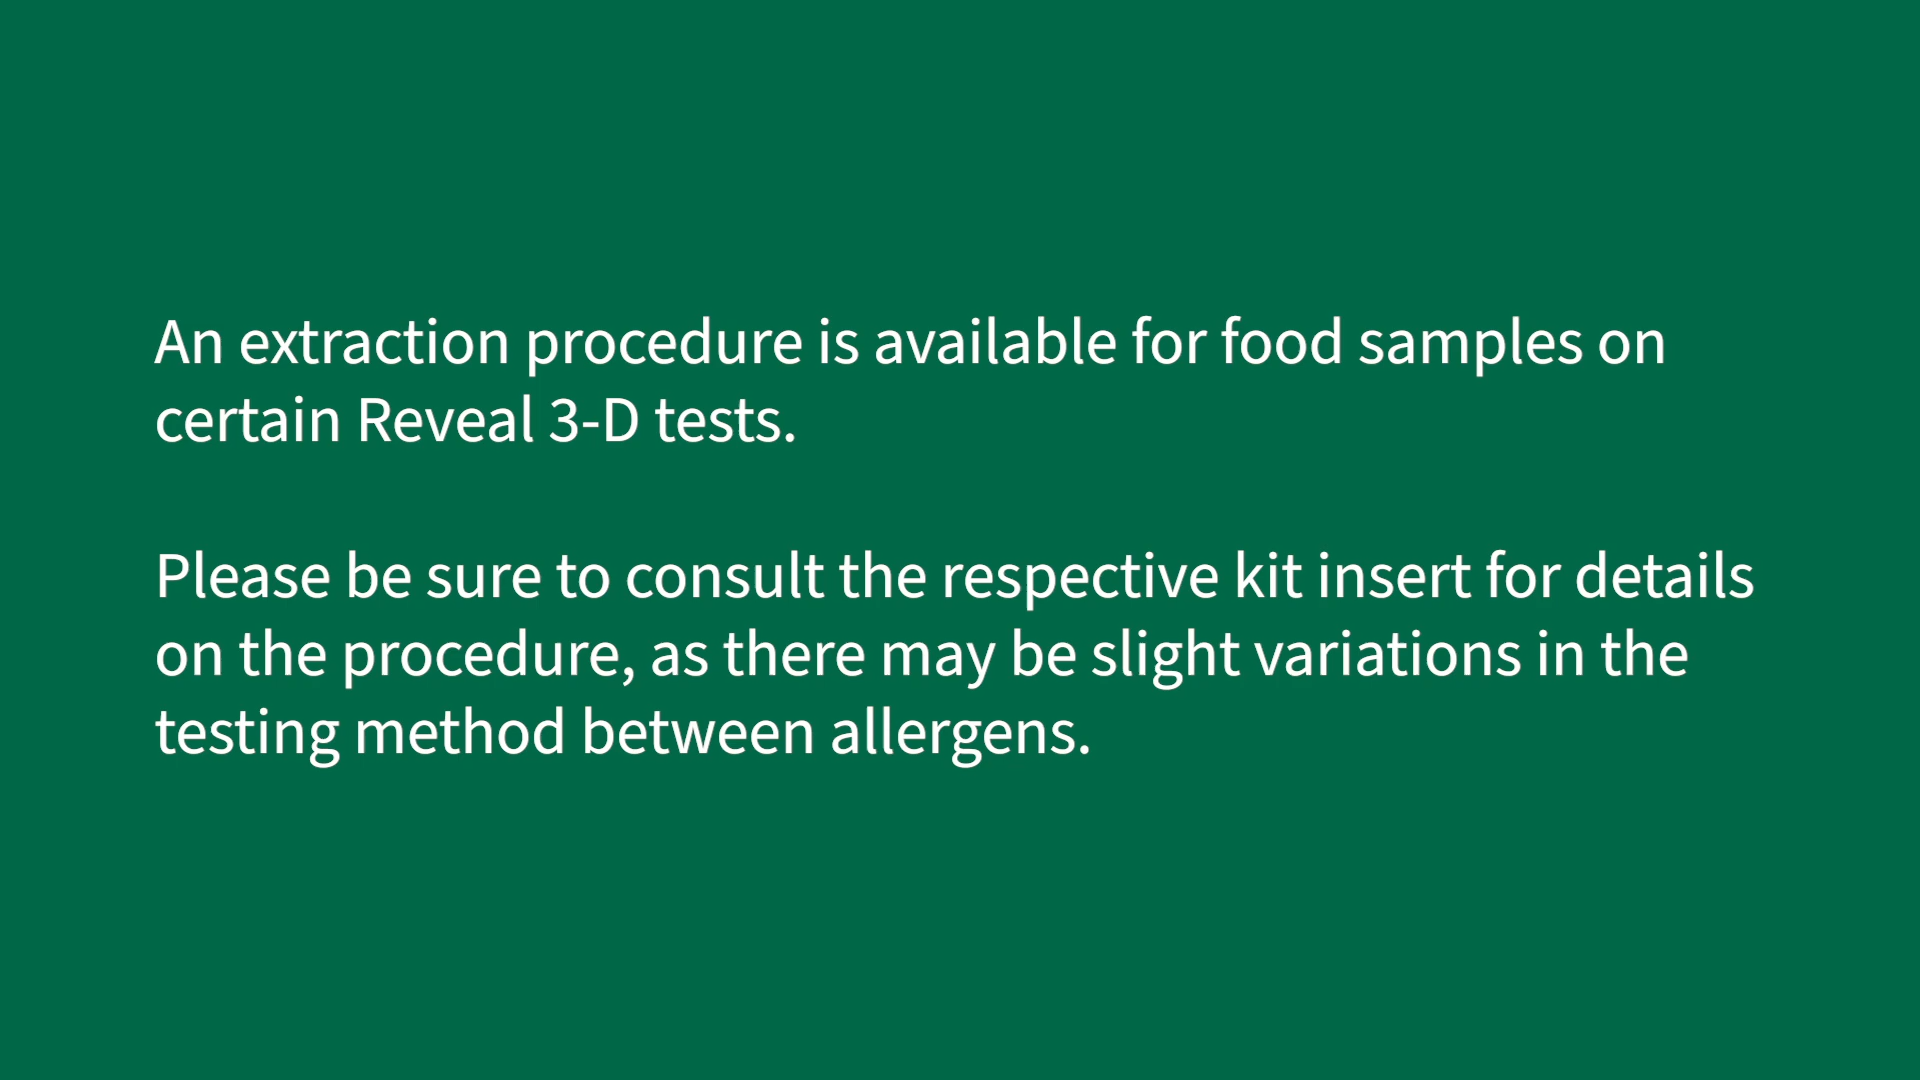 An extraction procedure is available for food samples on
certain Reveal 3-D tests.
Please be sure to consult the respective kit insert for details
on the procedure, as there may be slight variations in the
testing method between allergens.